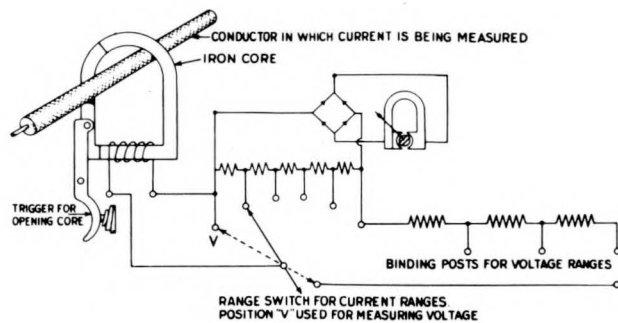 CONDUCTOR IN WHICH CURRENT IS BEING MEASURED
IRON CORE
TRIGGER FOR
OPENING CORE
V
BINDING POSTS FOR VOLTAGE RANGES
RANGE SWITCH FOR CURRENT RANGES.
POSITION "V" USED FOR MEASURING VOLTAGE